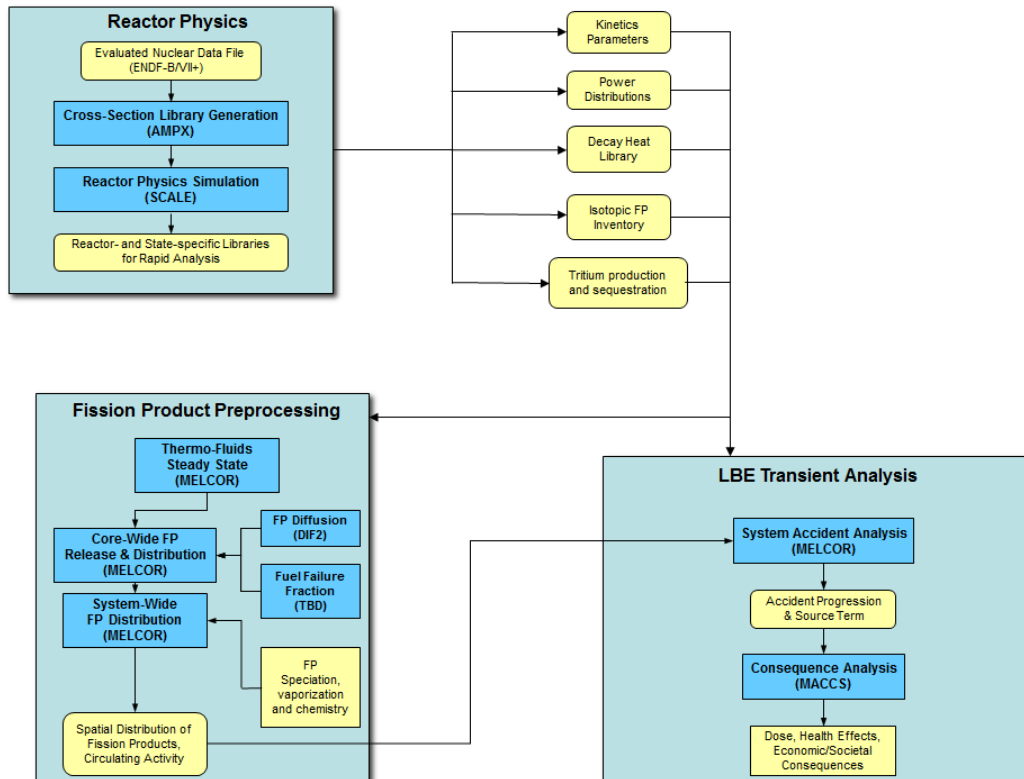 Reactor Physics
Evaluated Nuclear Data File
(ENDF-B/VII+)
Cross-Section Library Generation
(AMPX)
Reactor Physics Simulation
(SCALE)
Reactor- and State-specific Libraries
for Rapid Analysis
Kinetics
Parameters
Power
Distributions
Decay Heat
Library
Isotopic FP
Inventory
Tritium production
and sequestration
Fission Product Preprocessing
Thermo-Fluids
Steady State
(MELCOR)
Core-Wide FP
Release & Distribution
(MELCOR)
FP Diffusion
(DIF2)
Fuel Failure
Fraction
(TBD)
System-Wide
FP Distribution
(MELCOR)
FP
Speciation,
vaporization
and chemistry
Spatial Distribution of
Fission Products,
Circulating Activity
LBE Transient Analysis
System Accident Analysis
(MELCOR)
Accident Progression
& Source Term
Consequence Analysis
(MACCS)
Dose, Health Effects,
Economic/Societal
Consequences